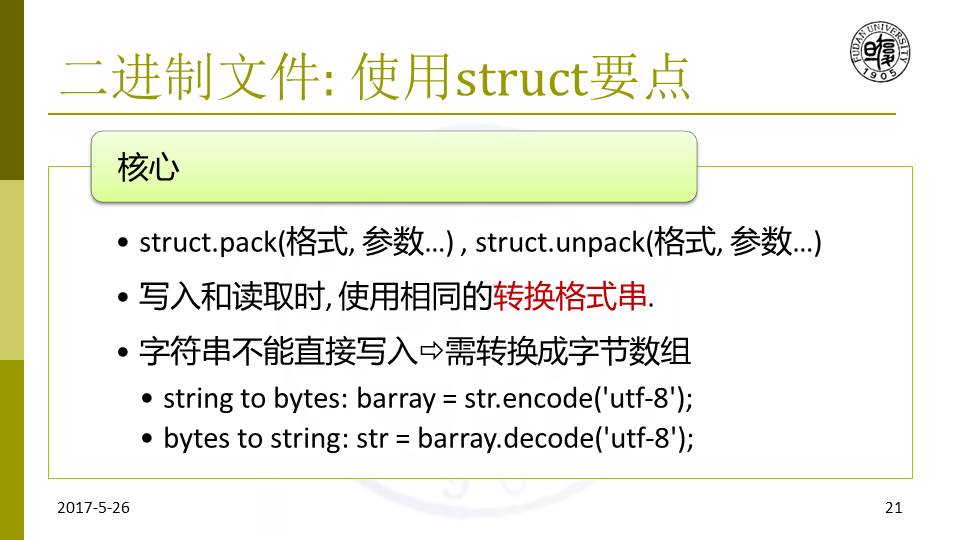 二进制文件: 使用struct要点
FUDAN UNIVERSITY
1905
核心
• struct.pack(格式, 参数…) , struct.unpack(格式, 参数…)
• 写入和读取时, 使用相同的转换格式串.
• 字符串不能直接写入⇨需转换成字节数组
• string to bytes: barray = str.encode('utf-8');
• bytes to string: str = barray.decode('utf-8');
2017-5-26
21